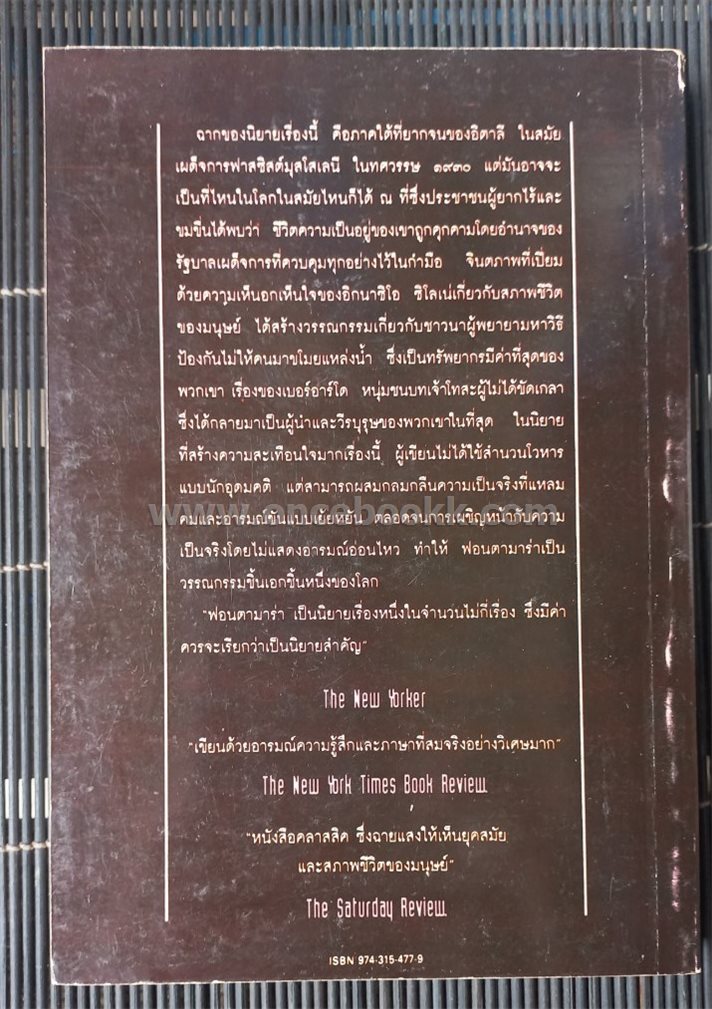 ฉากของนิยายเรื่องนี้ คือภาคใต้ที่ยากจนของอิตาลี ในสมัย
เผด็จการฟาสซิสต์มุสโสเลนี ในทศวรรษ ๑๙๓๐ แต่มันอาจจะ
เป็นที่ไหนในโลกในสมัยไหนก็ได้ ณ ที่ซึ่งประชาชนผู้ยากไร้และ
ขมขื่นได้พบว่า ชีวิตความเป็นอยู่ของเขาถูกคุกคามโดยอำนาจของ
รัฐบาลเผด็จการที่ควบคุมทุกอย่างไว้ในกำมือ จินตภาพที่เปี่ยม
ด้วยความเห็นอกเห็นใจของอิกนาซิโอ ซิโลเน่เกี่ยวกับสภาพชีวิต
ของมนุษย์ ได้สร้างวรรณกรรมเกี่ยวกับชาวนาผู้พยายามหาวิธี
ป้องกันไม่ให้คนมาขโมยแหล่งน้ำ ซึ่งเป็นทรัพยากรมีค่าที่สุดของ
พวกเขา เรื่องของเบอร์อาร์โด หนุ่มชนบทเจ้าโทสะผู้ไม่ได้ขัดเกลา
ซึ่งได้กลายมาเป็นผู้นำและวีรบุรุษของพวกเขาในที่สุด ในนิยาย
ที่สร้างความสะเทือนใจมากเรื่องนี้ ผู้เขียนไม่ได้ใช้สำนวนโวหาร
แบบนักอุดมคติ แต่สามารถผสมกลมกลืนความเป็นจริงที่แหลม
www.oncebookk.com
คมและอารมณ์ขันแบบเย้ยหยัน ตลอดจนการเผชิญหน้ากับความ
เป็นจริงโดยไม่แสดงอารมณ์อ่อนไหว ทำให้ ฟอนตามาร่าเป็น
วรรณกรรมชิ้นเอกชิ้นหนึ่งของโลก
"ฟอนตามาร่า เป็นนิยายเรื่องหนึ่งในจำนวนไม่กี่เรื่อง ซึ่งมีค่า
ควรจะเรียกว่าเป็นนิยายสำคัญ"
The New Yorker
"เขียนด้วยอารมณ์ความรู้สึกและภาษาที่สมจริงอย่างวิเศษมาก"
The New York Times Book Review
"หนังสือคลาสสิค ซึ่งฉายแสงให้เห็นยุคสมัย
และสภาพชีวิตของมนุษย์"
The Saturday Review
ISBN 974-315-477-9